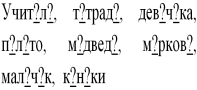 Учит?л?, т?трад?, дев?ч?ка,
п?л?то, м?двед?, м?рков?,
мал?ч?к, к?н?ки